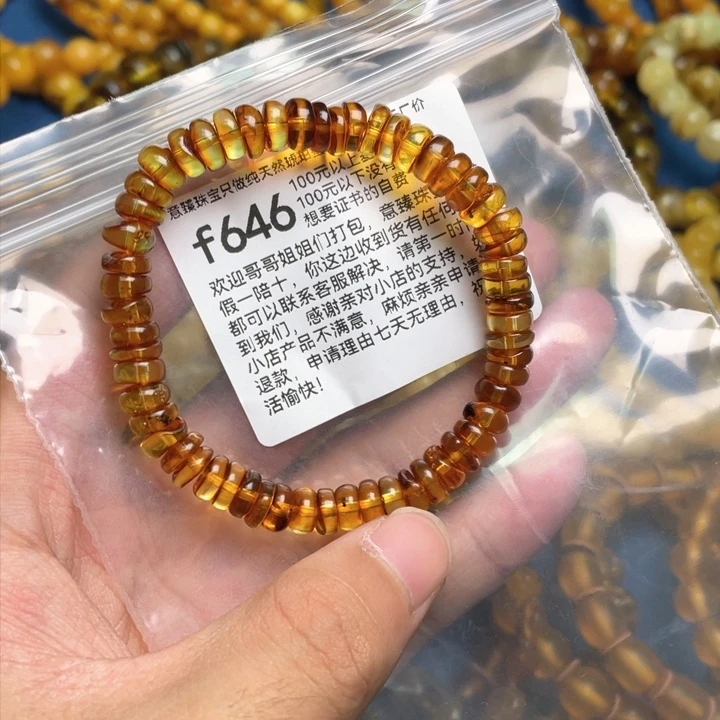 厂价
意臻珠宝只做纯天然琥珀
100元以上
100元以下没有
想要证书的自费
f646
欢迎哥哥姐姐们打包，意臻珠
假一陪十，你这边收到货有任何
都可以联系客服解决，请第一时
到我们，感谢亲对小店的支持，
小店产品不满意，麻烦亲亲申请
退款，申请理由七天无理由，祝
活愉快！